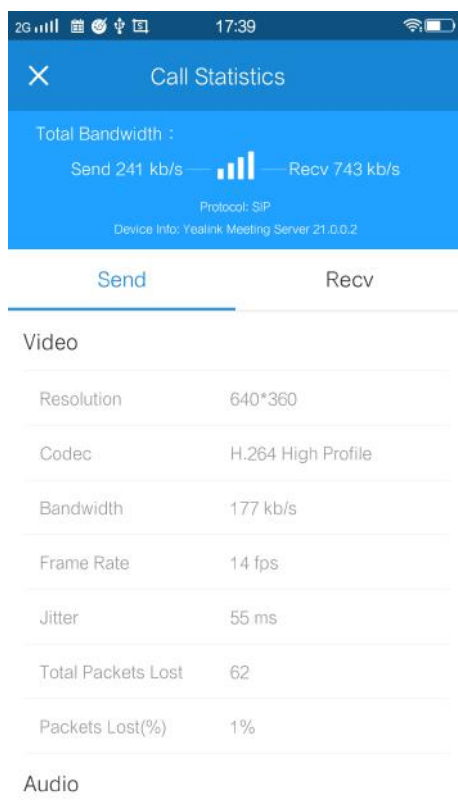 2G 17:39
Call Statistics
Total Bandwidth :
Send 241 kb/s Recv 743 kb/s
Protocol: SIP
Device Info: Yealink Meeting Server 21.0.0.2
Send Recv
Video
Resolution 640*360
Codec H.264 High Profile
Bandwidth 177 kb/s
Frame Rate 14 fps
Jitter 55 ms
Total Packets Lost 62
Packets Lost(%) 1%
Audio